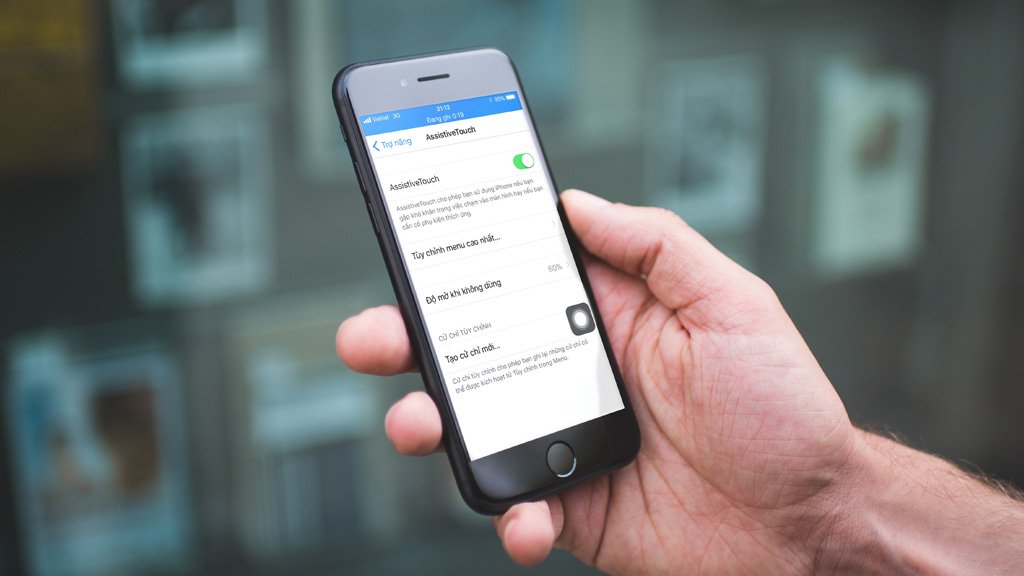 Viettel 3G 21:12 80%
Đang ghi 0:19
Trợ năng AssistiveTouch
AssistiveTouch
AssistiveTouch cho phép bạn sử dụng iPhone nếu bạn
gặp khó khăn trong việc chạm vào màn hình hay nếu bạn
cần có phụ kiện thích ứng.
Tùy chỉnh menu cao nhất...
Độ mờ khi không dùng 60%
CỬ CHỈ TÙY CHỈNH
Tạo cử chỉ mới...
Cử chỉ tùy chỉnh cho phép bạn ghi lại những cử chỉ có
thể được kích hoạt từ Tùy chỉnh trong Menu.